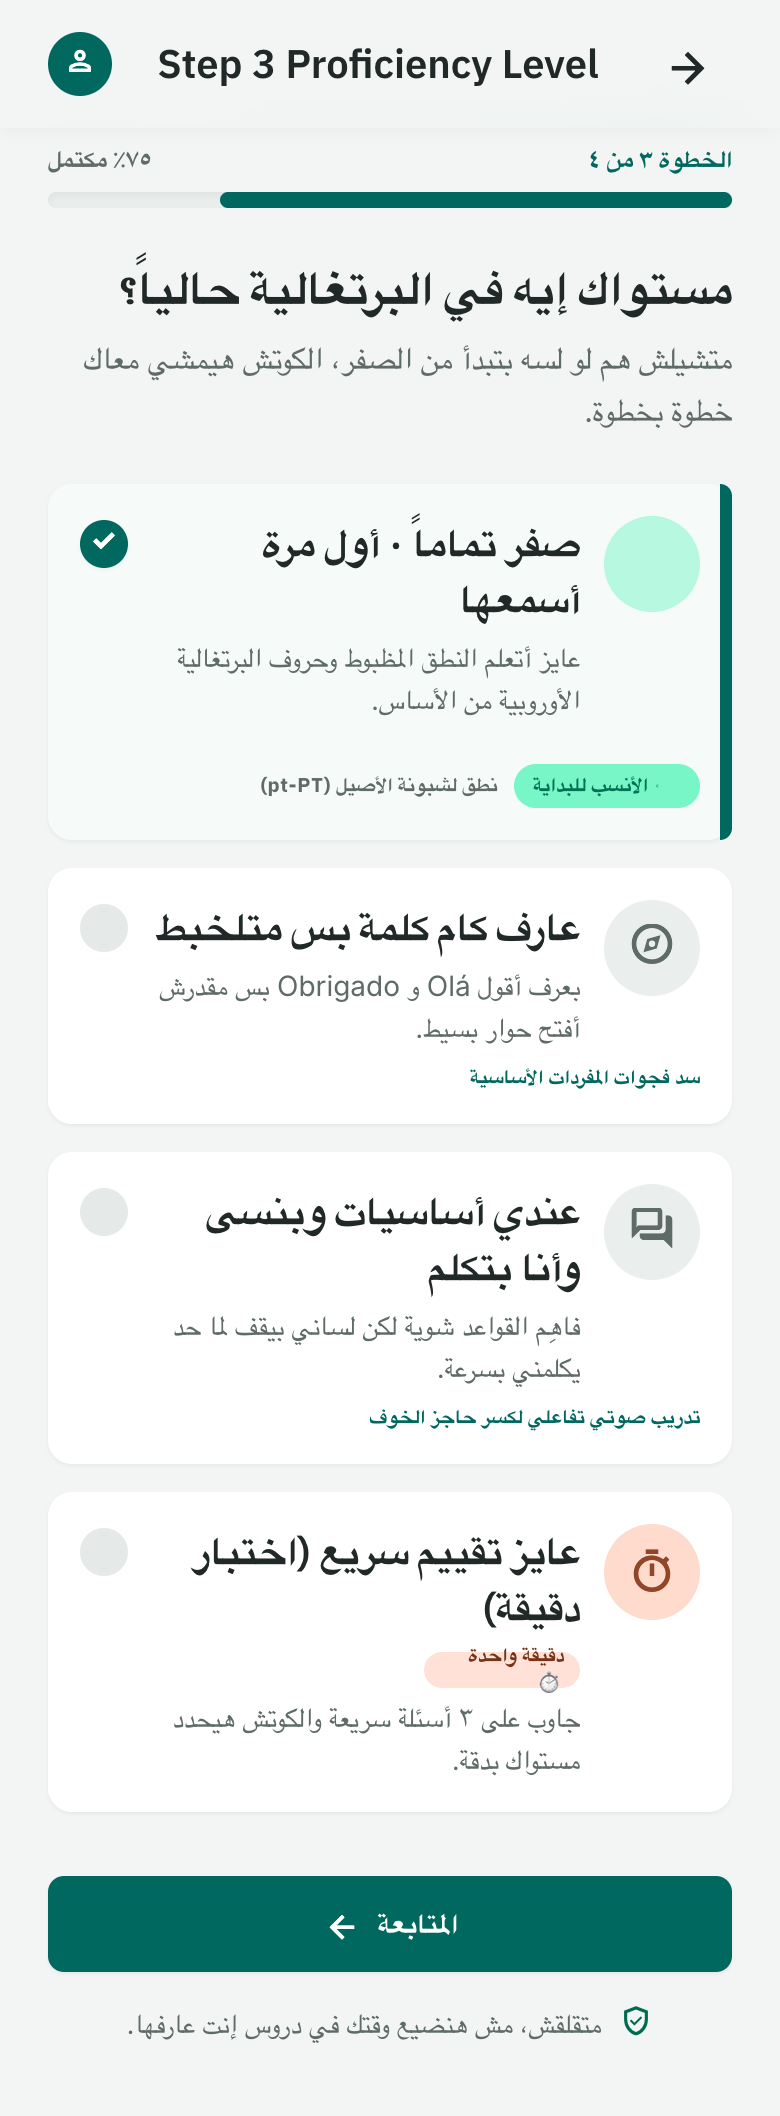 Step 3 Proficiency Level
الخطوة ٣ من ٤
٧٥٪ مكتمل
مستواك إيه في البرتغالية حالياً؟
متشيلش هم لو لسه بتبدأ من الصفر، الكوتش هيمشي معاك
خطوة بخطوة.
صفر تماماً · أول مرة
أسمعها
عايز أتعلم النطق المظبوط وحروف البرتغالية
الأوروبية من الأساس.
الأنسب للبداية
نطق لشبونة الأصيل (pt-PT)
عارف كام كلمة بس متلخبط
بعرف أقول Olá و Obrigado بس مقدرش
أفتح حوار بسيط.
سد فجوات المفردات الأساسية
عندي أساسيات وبنسى
وأنا بتكلم
فاهِم القواعد شوية لكن لساني بيقف لما حد
يكلمني بسرعة.
تدريب صوتي تفاعلي لكسر حاجز الخوف
عايز تقييم سريع (اختبار
دقيقة)
دقيقة واحدة
⏱️
جاوب على ٣ أسئلة سريعة والكوتش هيحدد
مستواك بدقة.
المتابعة
متقلقش، مش هنضيع وقتك في دروس إنت عارفها.